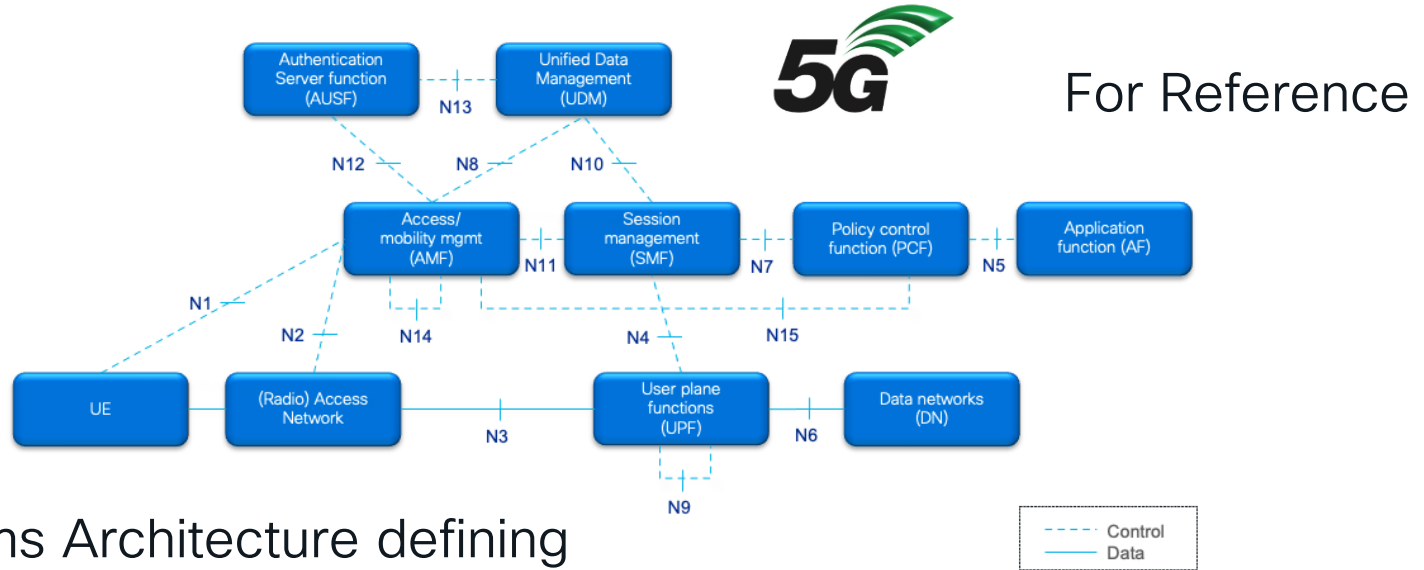 Authentication
Server function
(AUSF)
N13
Unified Data
Management
(UDM)
5G
For Reference
N12
N8
N10
Access/
mobility mgmt
(AMF)
N11
Session
management
(SMF)
N7
Policy control
function (PCF)
N5
Application
function (AF)
N1
N2
N14
N4
N15
UE
(Radio) Access
Network
N3
User plane
functions
(UPF)
N6
Data networks
(DN)
N9
ns Architecture defining
Control
Data